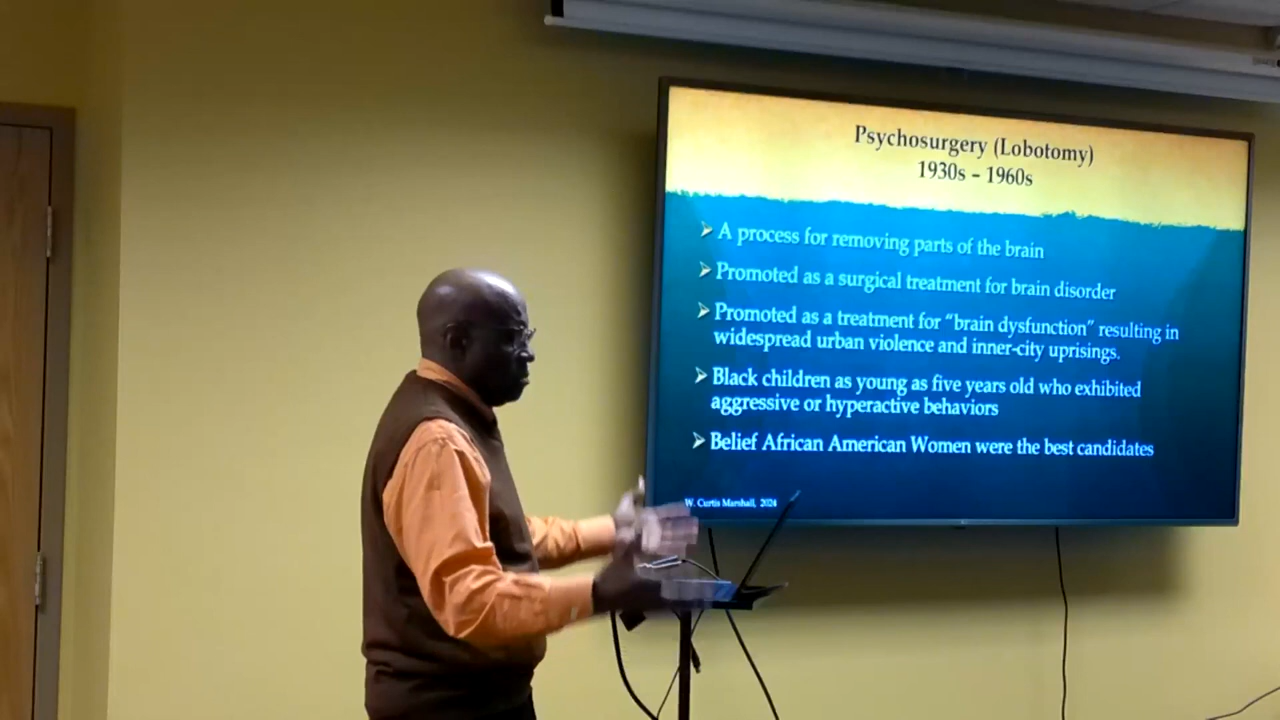 Psychosurgery (Lobotomy)
1930s – 1960s
➤ A process for removing parts of the brain
➤ Promoted as a surgical treatment for brain disorder
➤ Promoted as a treatment for “brain dysfunction” resulting in
widespread urban violence and inner-city uprisings.
➤ Black children as young as five years old who exhibited
aggressive or hyperactive behaviors
➤ Belief African American Women were the best candidates
W. Curtis Marshall, 2024